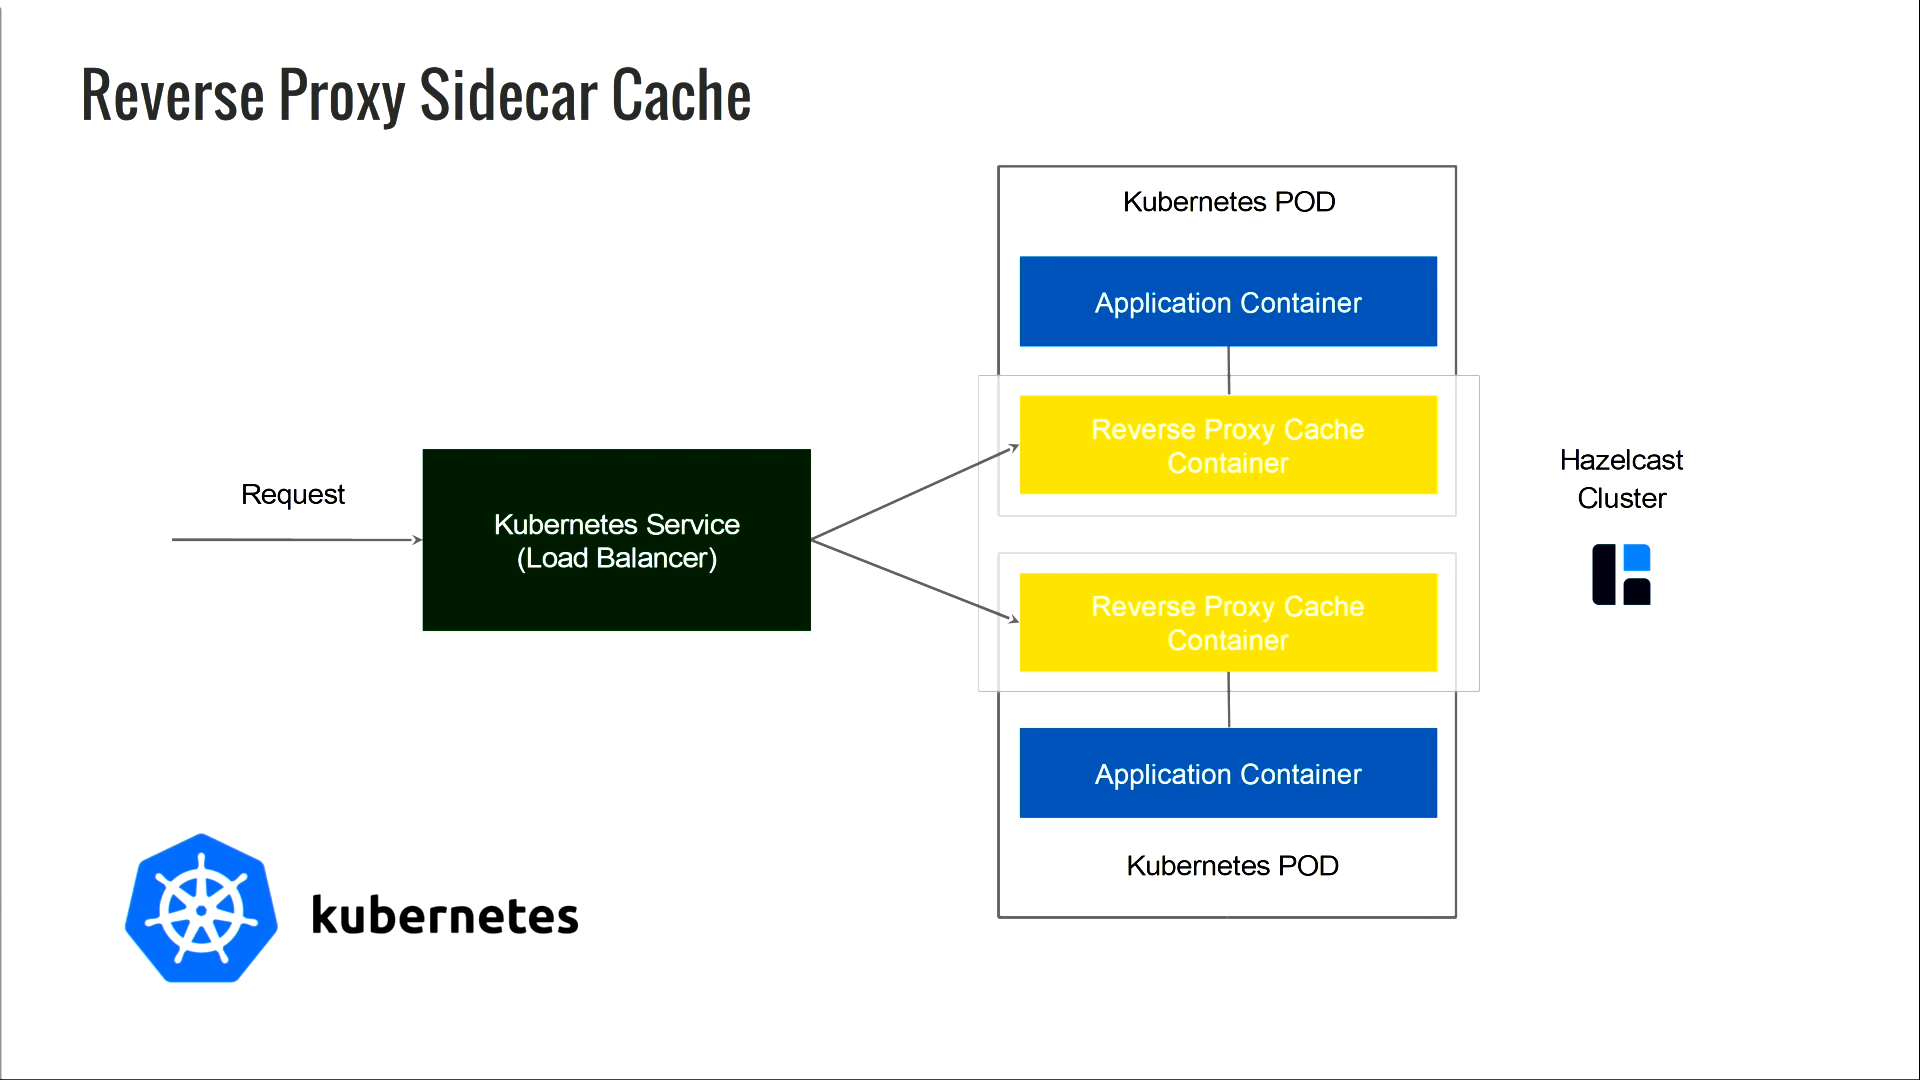 Reverse Proxy Sidecar Cache
Kubernetes POD
Application Container
Reverse Proxy Cache
Container
Request
Kubernetes Service
(Load Balancer)
Hazelcast
Cluster
Reverse Proxy Cache
Container
Application Container
Kubernetes POD
kubernetes